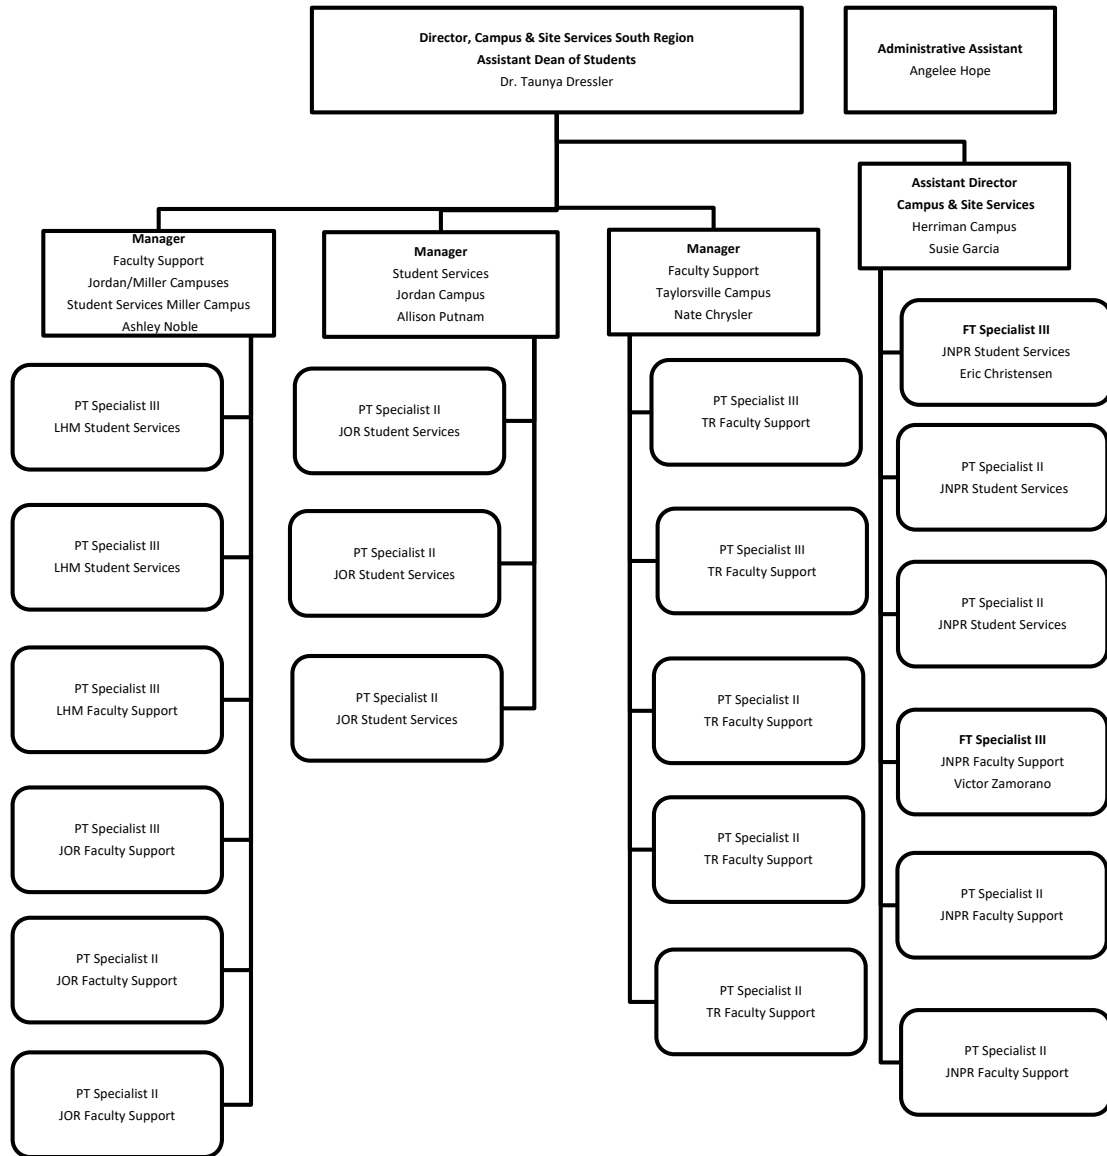 Director, Campus & Site Services South Region
Assistant Dean of Students
Dr. Taunya Dressler
Administrative Assistant
Angelee Hope
Assistant Director
Campus & Site Services
Herriman Campus
Susie Garcia
Manager
Faculty Support
Jordan/Miller Campuses
Student Services Miller Campus
Ashley Noble
Manager
Student Services
Jordan Campus
Allison Putnam
Manager
Faculty Support
Taylorsville Campus
Nate Chrysler
PT Specialist III
LHM Student Services
PT Specialist III
LHM Student Services
PT Specialist III
LHM Faculty Support
PT Specialist III
JOR Faculty Support
PT Specialist II
JOR Factulty Support
PT Specialist II
JOR Faculty Support
PT Specialist II
JOR Student Services
PT Specialist II
JOR Student Services
PT Specialist II
JOR Student Services
PT Specialist III
TR Faculty Support
PT Specialist III
TR Faculty Support
PT Specialist II
TR Faculty Support
PT Specialist II
TR Faculty Support
PT Specialist II
TR Faculty Support
FT Specialist III
JNPR Student Services
Eric Christensen
PT Specialist II
JNPR Student Services
PT Specialist II
JNPR Student Services
FT Specialist III
JNPR Faculty Support
Victor Zamorano
PT Specialist II
JNPR Faculty Support
PT Specialist II
JNPR Faculty Support